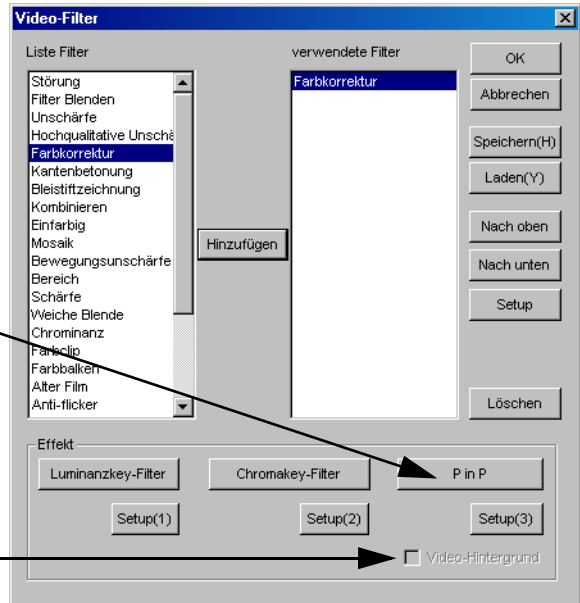 Video-Filter
Liste Filter
verwendete Filter
Störung
Filter Blenden
Unschärfe
Hochqualitative Unschä
Farbkorrektur
Kantenbetonung
Bleistiftzeichnung
Kombinieren
Einfarbig
Mosaik
Bewegungsunschärfe
Bereich
Schärfe
Weiche Blende
Chrominanz
Farbclip
Farbbalken
Alter Film
Anti-flicker
Hinzufügen
Farbkorrektur
OK
Abbrechen
Speichern(H)
Laden(Y)
Nach oben
Nach unten
Setup
Löschen
Effekt
Luminanzkey-Filter
Chromakey-Filter
P in P
Setup(1)
Setup(2)
Setup(3)
Video-Hintergrund